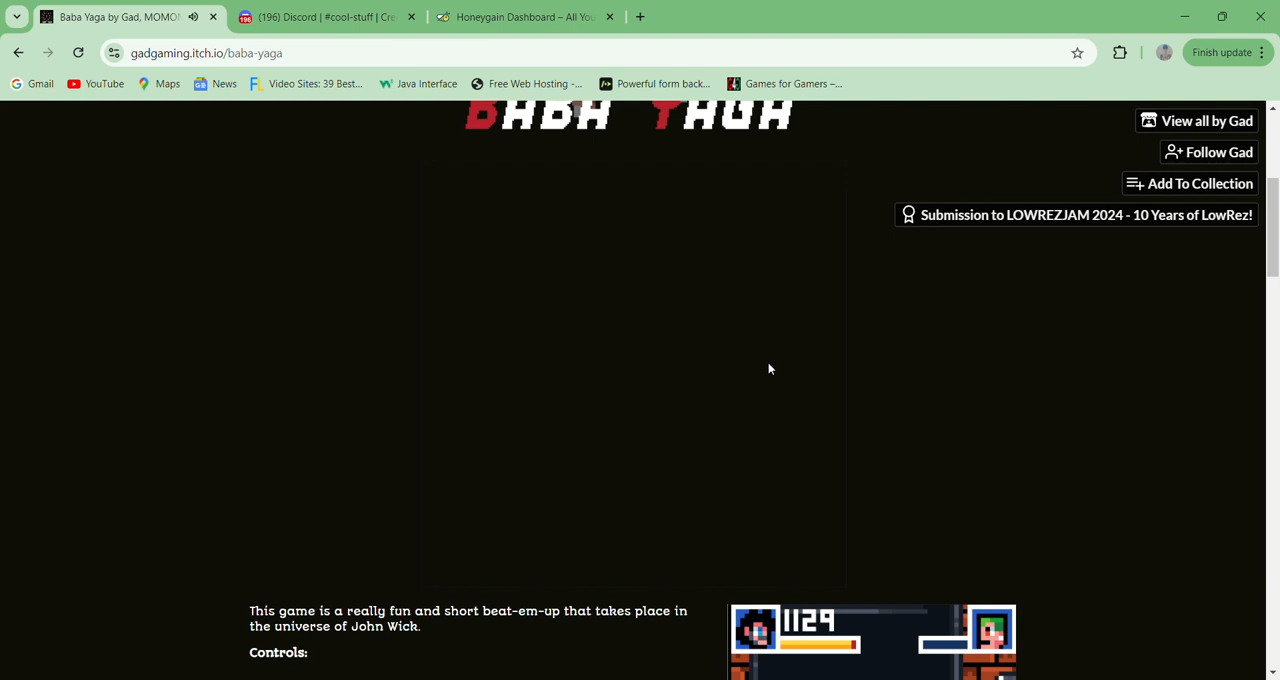 Baba Yaga by Gad, MOMO
(196) Discord | #cool-stuff | Cre
Honeygain Dashboard – All You
gadgaming.itch.io/baba-yaga
Finish update
Gmail
YouTube
Maps
News
Video Sites: 39 Best...
Java Interface
Free Web Hosting -...
Powerful form back...
Games for Gamers –...
BABA YAGA
View all by Gad
Follow Gad
Add To Collection
Submission to LOWREZJAM 2024 - 10 Years of LowRez!
This game is a really fun and short beat-em-up that takes place in
the universe of John Wick.
Controls:
1129